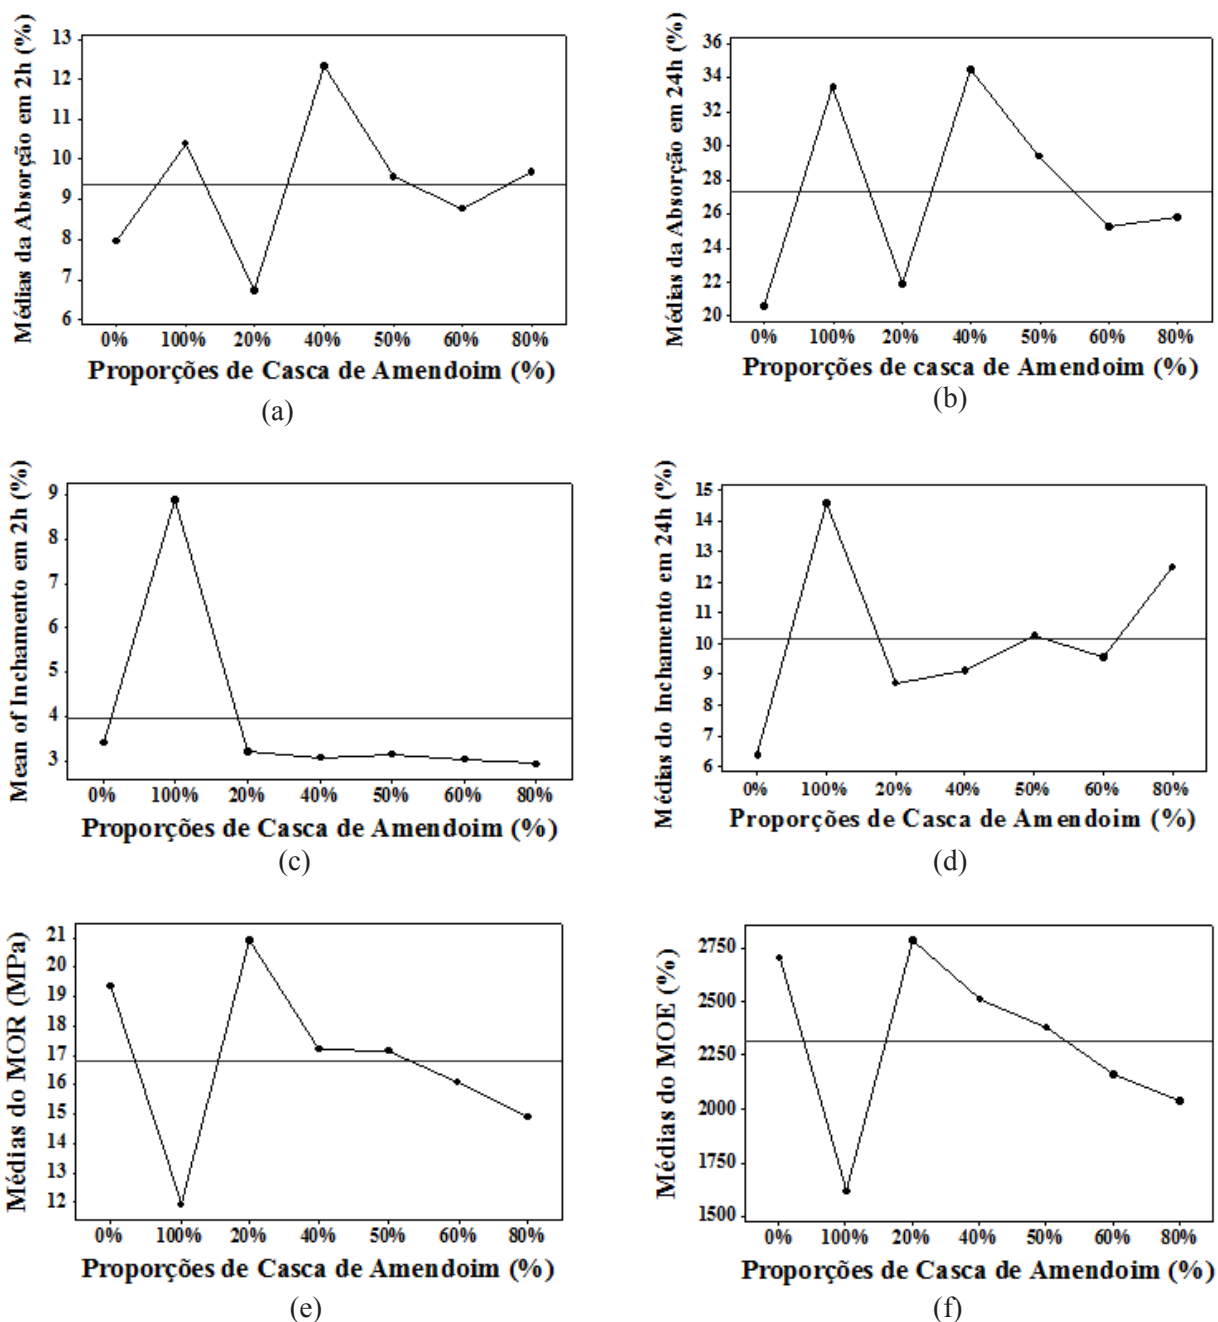 Médias da Absorção em 2h (%)
13
12
11
10
9
8
7
6
0% 100% 20% 40% 50% 60% 80%
Proporções de Casca de Amendoim (%)
(a)
Médias da Absorção em 24h (%)
36
34
32
30
28
26
24
22
20
0% 100% 20% 40% 50% 60% 80%
Proporções de casca de Amendoim (%)
(b)
Mean of Inchamento em 2h (%)
9
8
7
6
5
4
3
0% 100% 20% 40% 50% 60% 80%
Proporções de Casca de Amendoim (%)
(c)
Médias do Inchamento em 24h (%)
15
14
13
12
11
10
9
8
7
6
0% 100% 20% 40% 50% 60% 80%
Proporções de Casca de Amendoim (%)
(d)
Médias do MOR (MPa)
21
20
19
18
17
16
15
14
13
12
0% 100% 20% 40% 50% 60% 80%
Proporções de Casca de Amendoim (%)
(e)
Médias do MOE (%)
2750
2500
2250
2000
1750
1500
0% 100% 20% 40% 50% 60% 80%
Proporções de Casca de Amendoim (%)
(f)